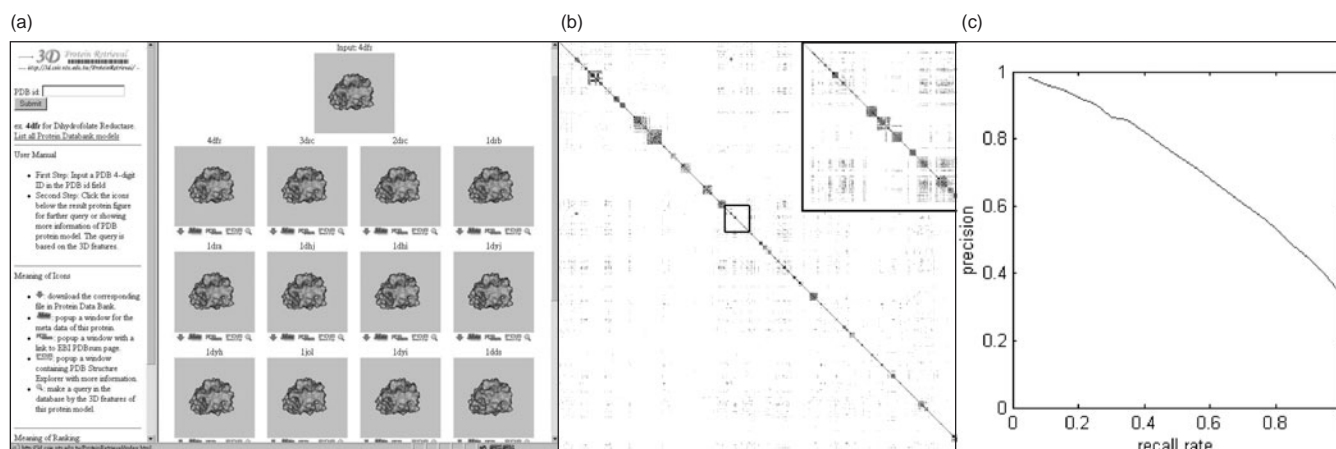 (a)
(b)
(c)
3D Protein Retrieval
PDB id:
Submit
ex. 4dfr for Dihydrofolate Reductase.
List all Protein Databank models
User Manual
First Step: Input a PDB 4-digit
ID in the PDB id field
Second Step: Click the icons
below the result protein figure
for further query or showing
more information of PDB
protein model. The query is
based on the 3D features.
Meaning of Icons
: download the corresponding
file in Protein Data Bank.
: popup a window for the
meta data of this protein
: popup a window with a
link to EBI PDBsum page.
: popup a window
containing PDB Structure
Explorer with more information.
: make a query in the
database by the 3D features of
this protein model.
Meaning of Ranking
Input: 4dfr
4dfr 3drc 2drc 1drb
1dra 1dhj 1dhi 1dyj
1dyh 1jol 1dyi 1dds
1
0.8
0.6
0.4
0.2
0
precision
0.2 0.4 0.6 0.8
recall rate